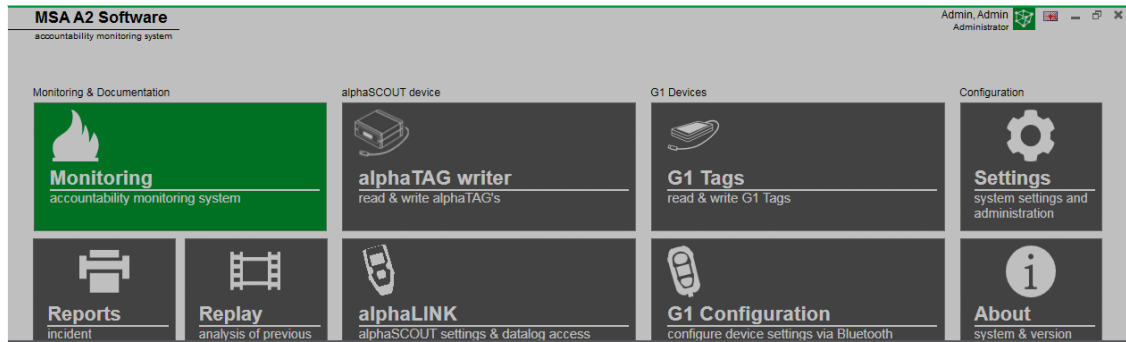 MSA A2 Software
accountability monitoring system
Admin, Admin
Administrator
Monitoring & Documentation
alphaSCOUT device
G1 Devices
Configuration
Monitoring
accountability monitoring system
alphaTAG writer
read & write alphaTAG's
G1 Tags
read & write G1 Tags
Settings
system settings and
administration
Reports
incident
Replay
analysis of previous
alphaLINK
alphaSCOUT settings & datalog access
G1 Configuration
configure device settings via Bluetooth
About
system & version